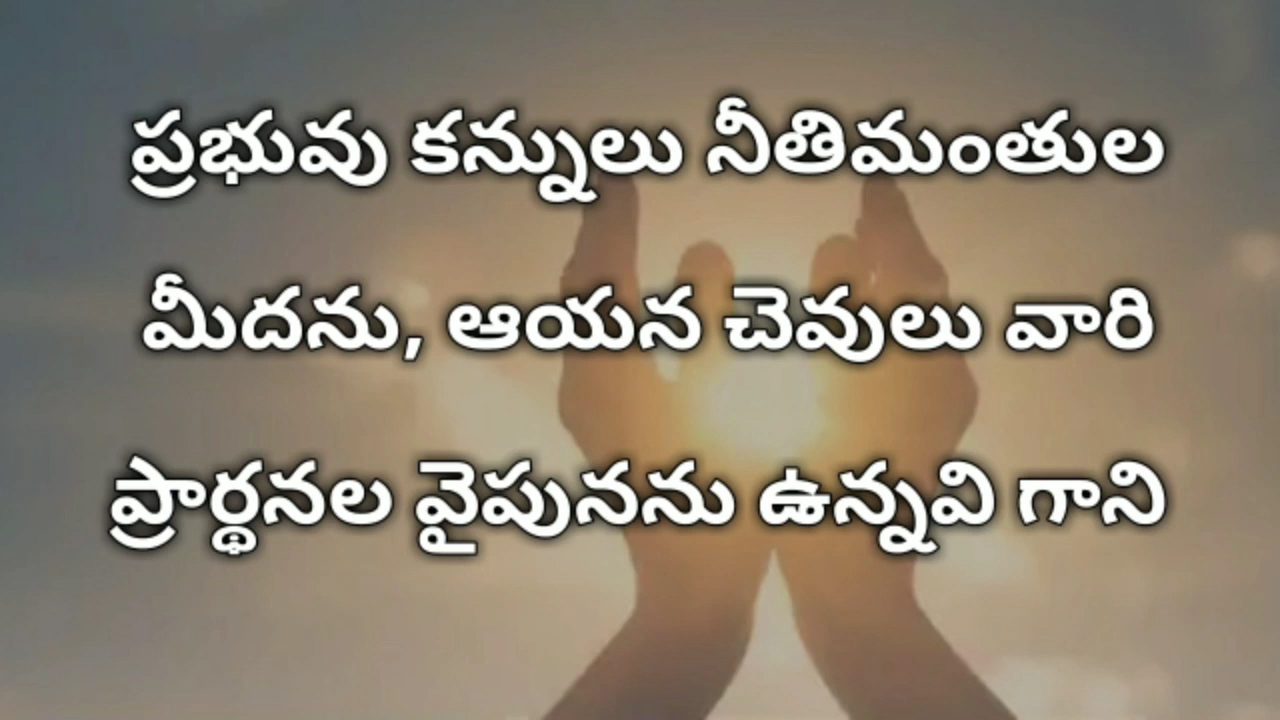 ప్రభువు కన్నులు నీతిమంతుల
మీదను, ఆయన చెవులు వారి
ప్రార్థనల వైపునను ఉన్నవి గాని